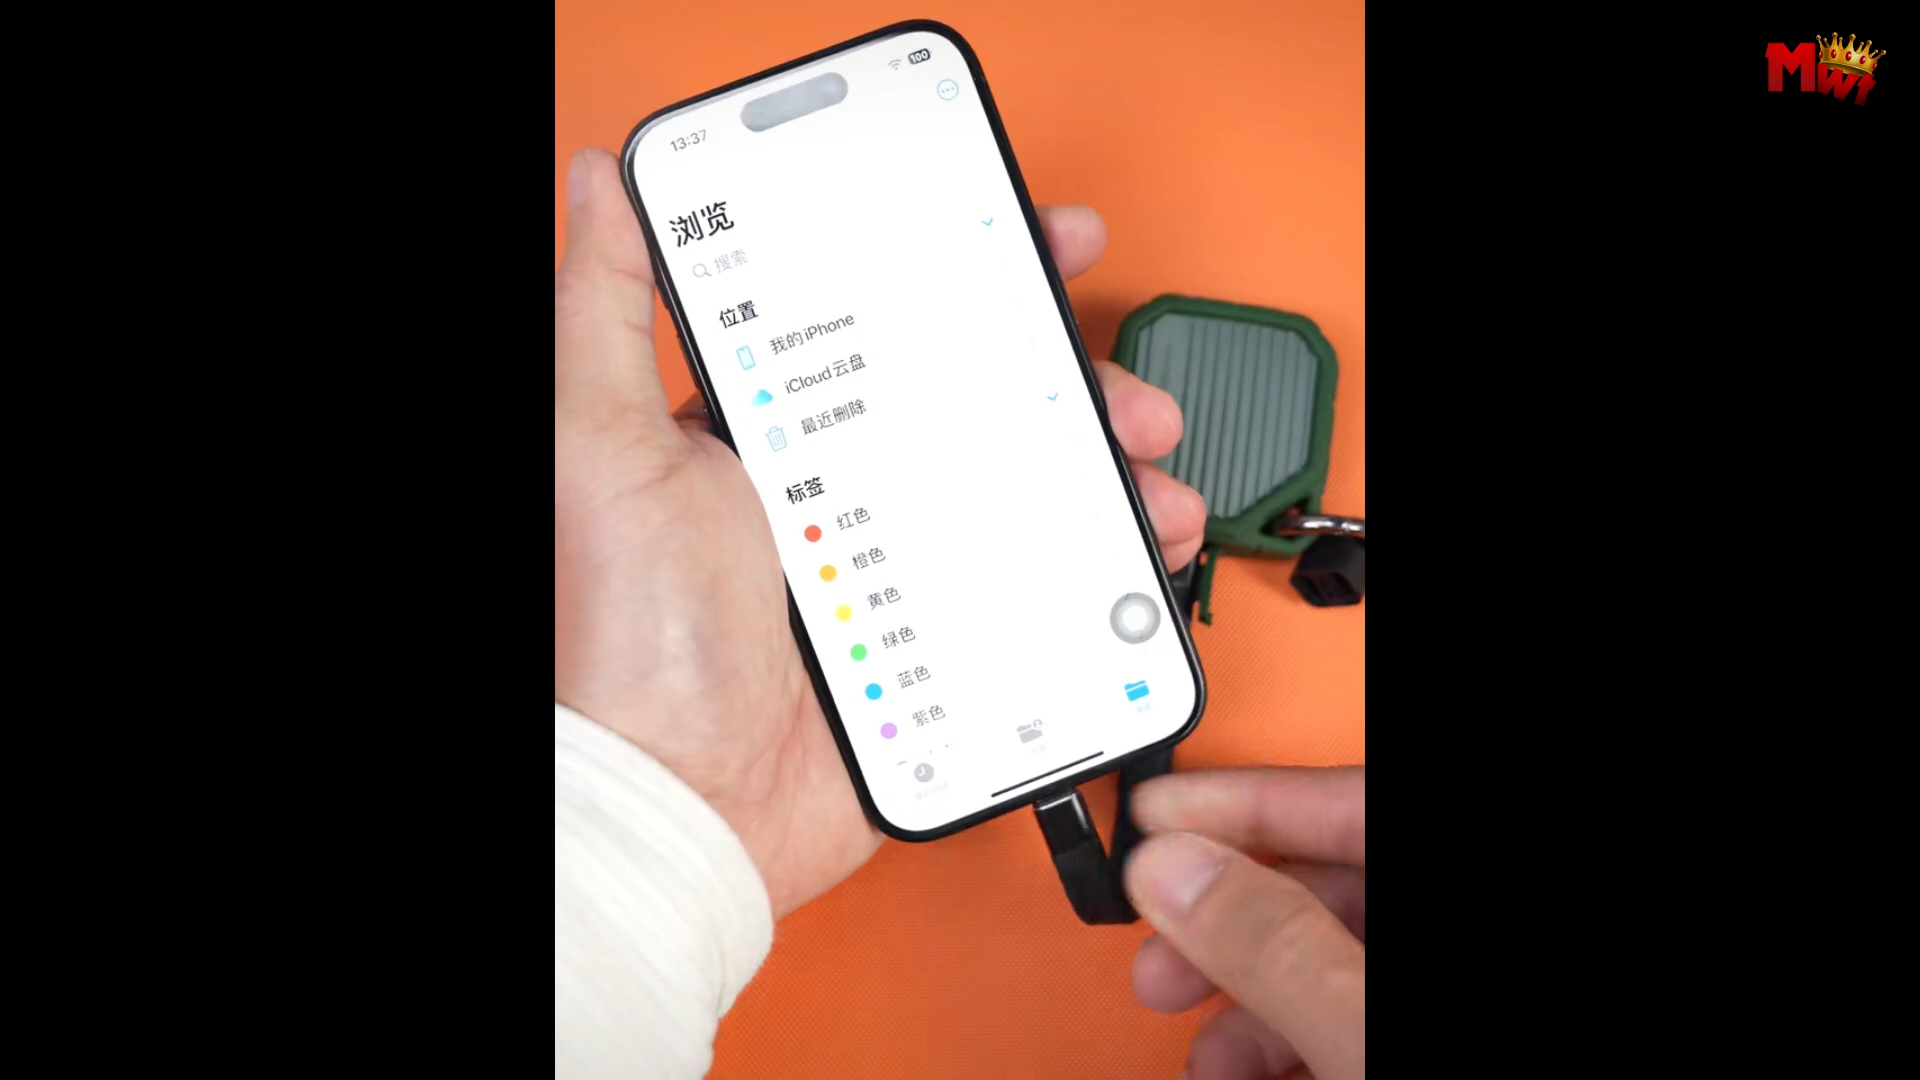 MW1
100
13:37
浏览
搜索
位置
我的iPhone
iCloud云盘
最近删除
标签
红色
橙色
黄色
绿色
蓝色
紫色